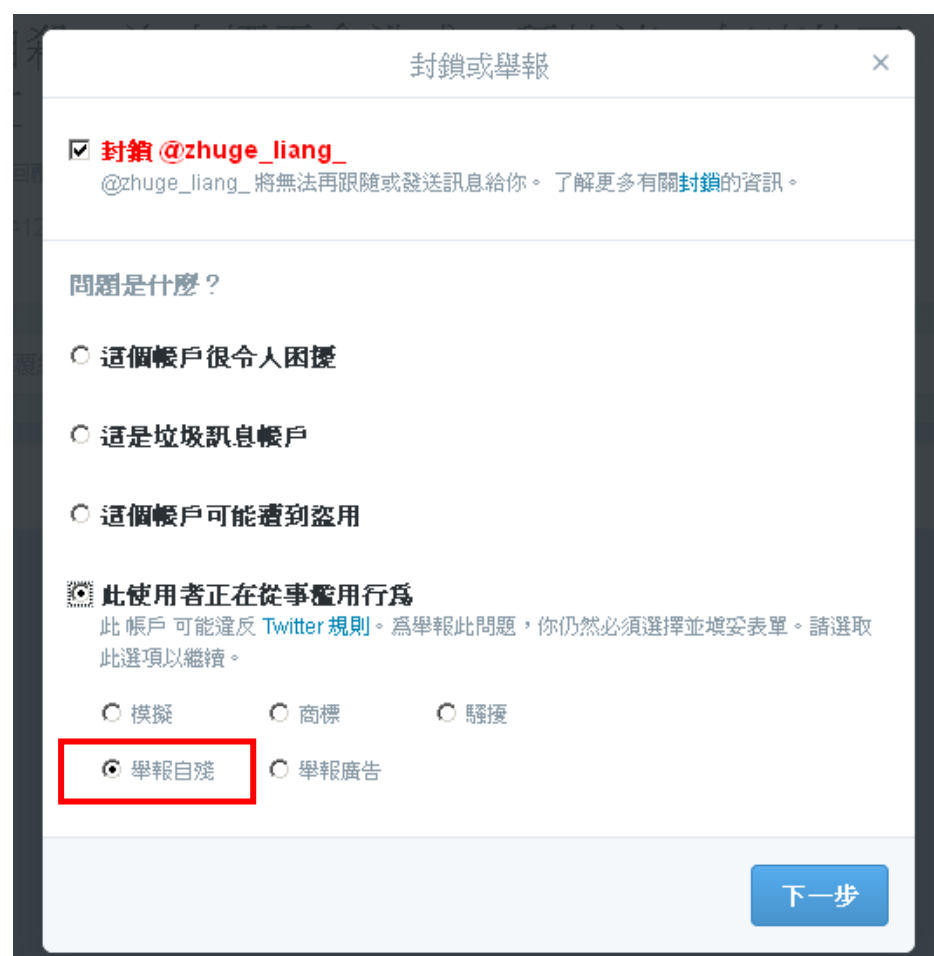 封鎖或舉報
×
封鎖 @zhuge_liang_
@zhuge_liang_ 將無法再跟隨或發送訊息給你。 了解更多有關封鎖的資訊。
問題是什麼？
這個帳戶很令人困擾
這是垃圾訊息帳戶
這個帳戶可能遭到盜用
此使用者正在從事濫用行為
此 帳戶 可能違反 Twitter 規則。為舉報此問題，你仍然必須選擇並填妥表單。請選取
此選項以繼續。
模擬 商標 騷擾
舉報自殘 舉報廣告
下一步